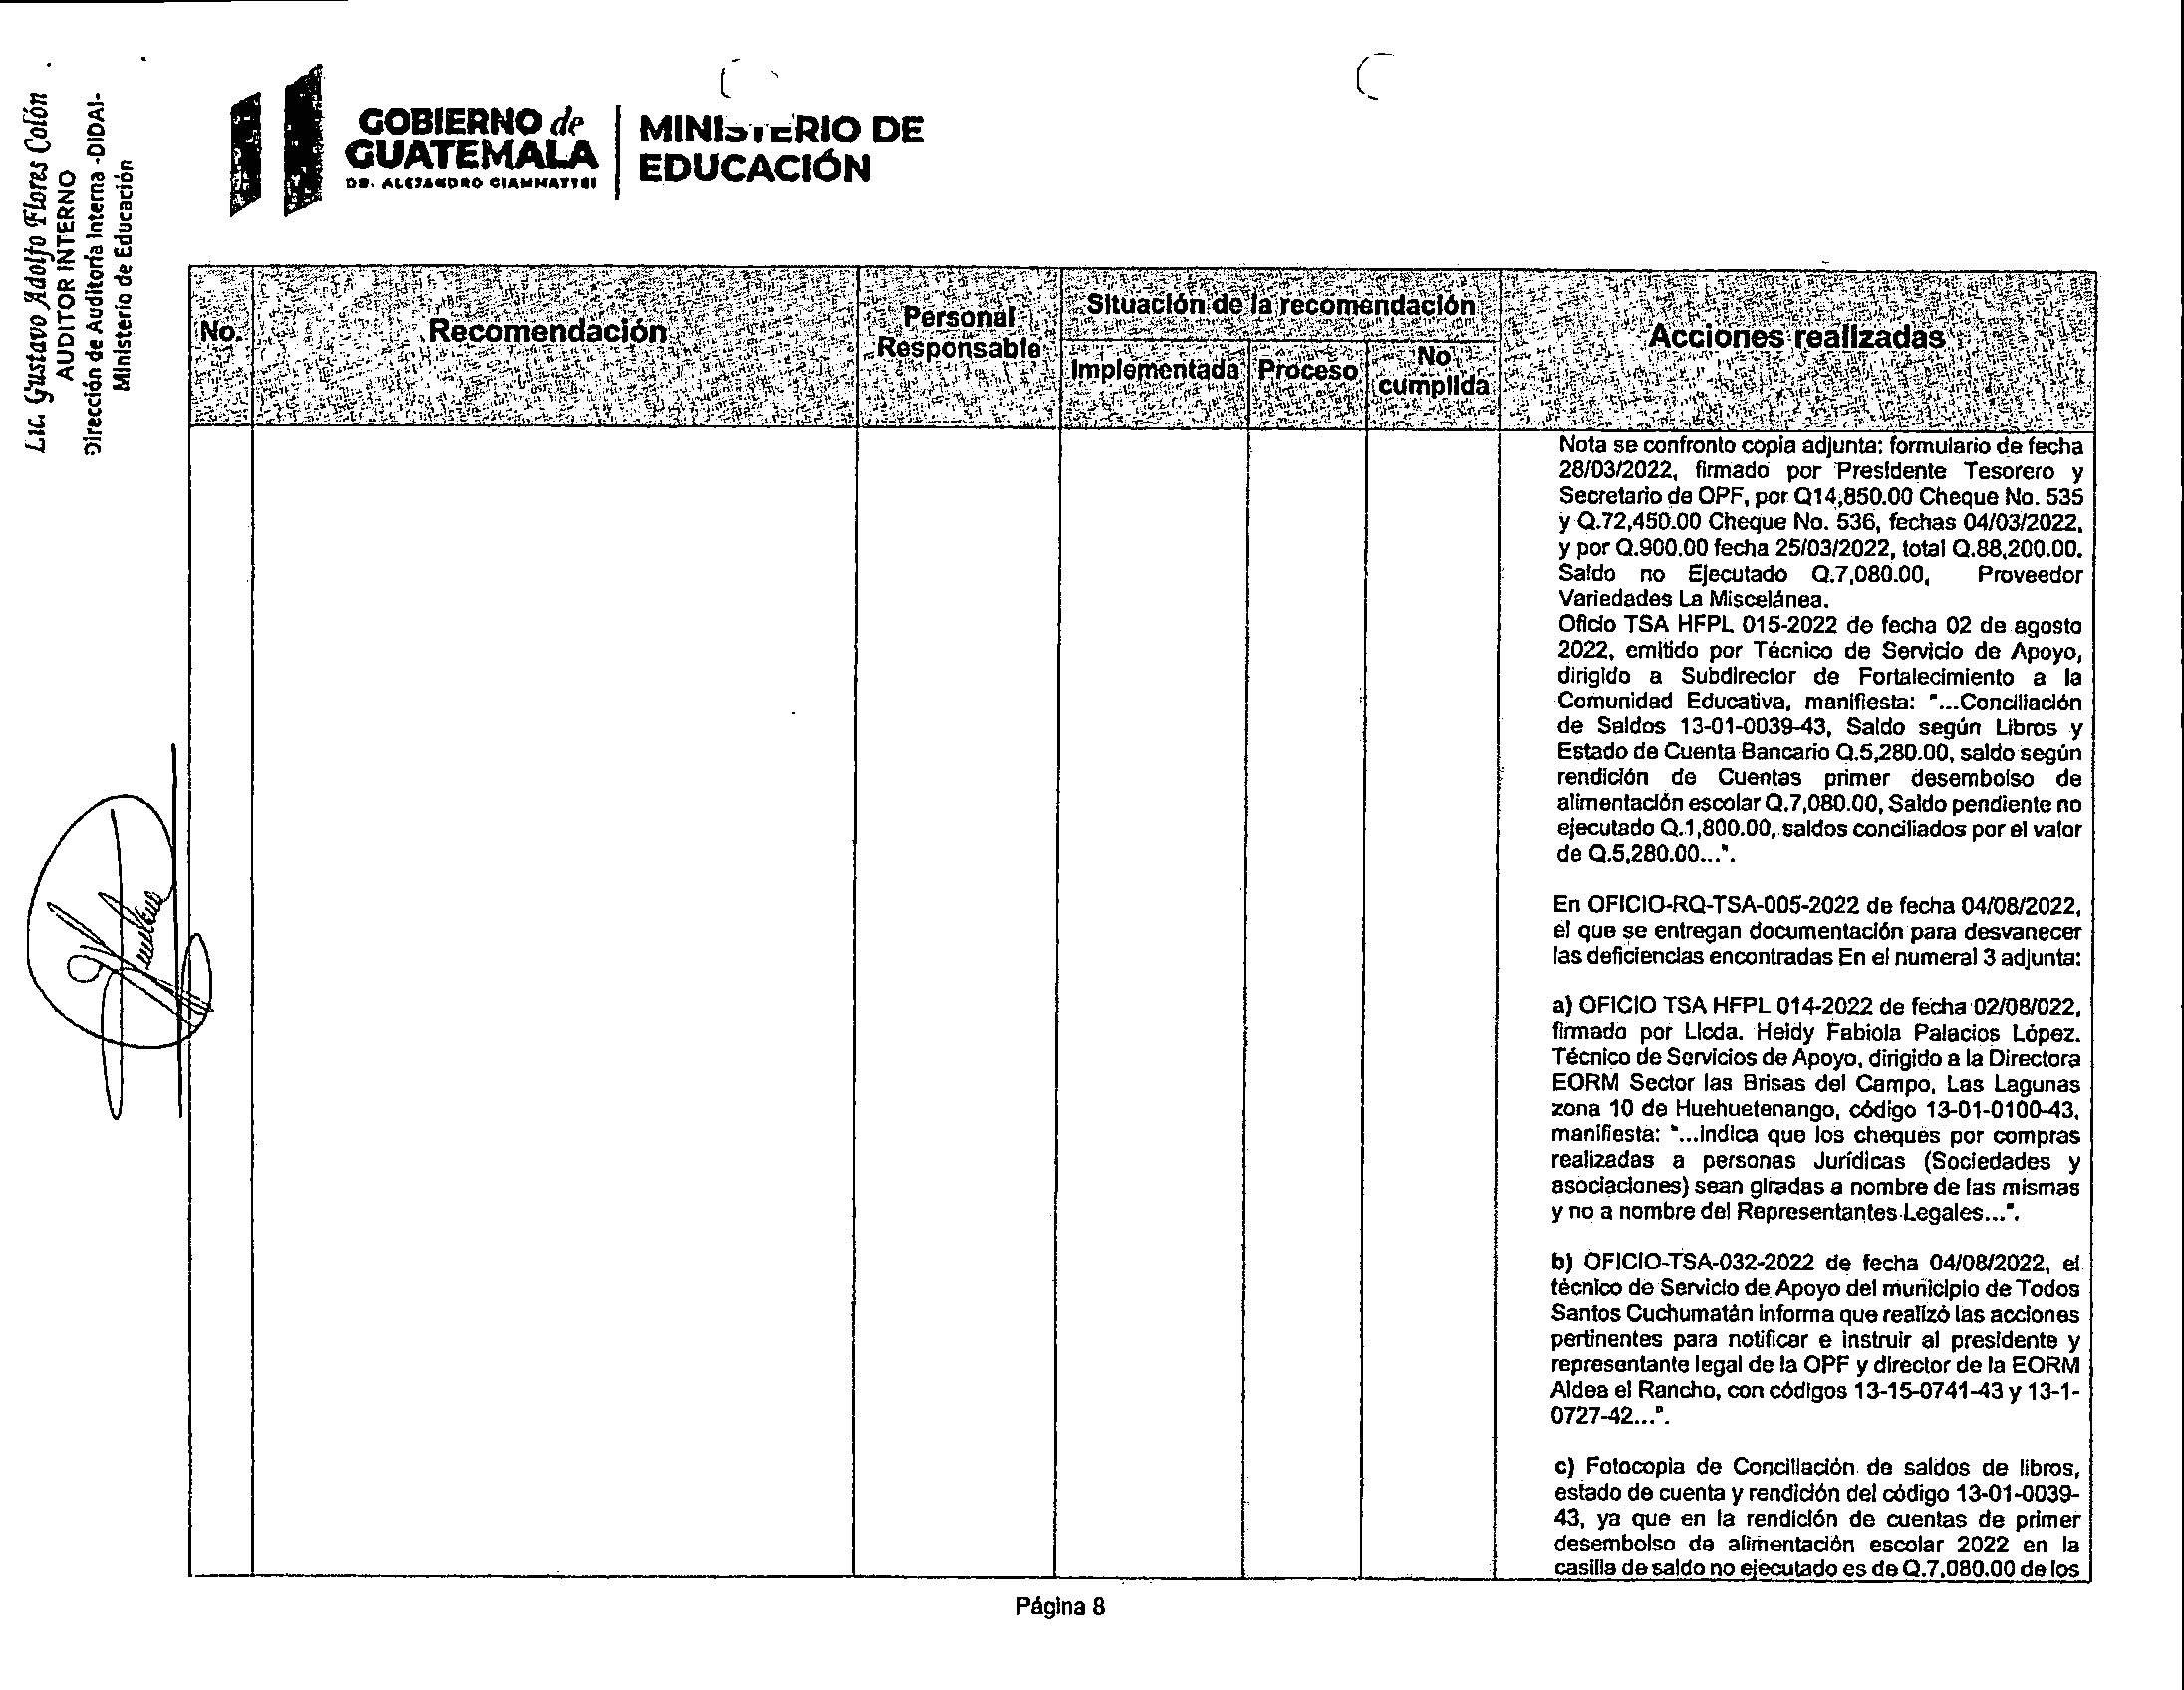 Lic. Gustavo Adolfo Flores Colón
AUDITOR INTERNO
Dirección de Auditoría Interna -DIDAI-
Ministerio de Educación
GOBIERNO de
GUATEMALA
DR. ALEJANDRO GIAMMATTEI
MINISTERIO DE
EDUCACIÓN
No.
Recomendación
Personal
Responsable
Situación de la recomendación
Implementada
Proceso
No
cumplida
Acciones realizadas
Nota se confronto copia adjunta: formulario de fecha
28/03/2022, firmado por Presidente Tesorero y
Secretario de OPF, por Q14,850.00 Cheque No. 535
y Q.72,450.00 Cheque No. 536, fechas 04/03/2022,
y por Q.900.00 fecha 25/03/2022, total Q.88,200.00.
Saldo no Ejecutado Q.7,080.00, Proveedor
Variedades La Miscelánea.
Oficio TSA HFPL 015-2022 de fecha 02 de agosto
2022, emitido por Técnico de Servicio de Apoyo,
dirigido a Subdirector de Fortalecimiento a la
Comunidad Educativa, manifiesta: "...Conciliación
de Saldos 13-01-0039-43, Saldo según Libros y
Estado de Cuenta Bancario Q.5,280.00, saldo según
rendición de Cuentas primer desembolso de
alimentación escolar Q.7,080.00, Saldo pendiente no
ejecutado Q.1,800.00, saldos conciliados por el valor
de Q.5,280.00...".
En OFICIO-RQ-TSA-005-2022 de fecha 04/08/2022,
el que se entregan documentación para desvanecer
las deficiencias encontradas En el numeral 3 adjunta:
a) OFICIO TSA HFPL 014-2022 de fecha 02/08/022,
firmado por Licda. Heidy Fabiola Palacios López.
Técnico de Servicios de Apoyo, dirigido a la Directora
EORM Sector las Brisas del Campo, Las Lagunas
zona 10 de Huehuetenango, código 13-01-0100-43,
manifiesta: "...indica que los cheques por compras
realizadas a personas Jurídicas (Sociedades y
asociaciones) sean giradas a nombre de las mismas
y no a nombre del Representantes Legales...".
b) OFICIO-TSA-032-2022 de fecha 04/08/2022, el
técnico de Servicio de Apoyo del municipio de Todos
Santos Cuchumatán informa que realizó las acciones
pertinentes para notificar e instruir al presidente y
representante legal de la OPF y director de la EORM
Aldea el Rancho, con códigos 13-15-0741-43 y 13-1-
0727-42...".
c) Fotocopia de Conciliación de saldos de libros,
estado de cuenta y rendición del código 13-01-0039-
43, ya que en la rendición de cuentas de primer
desembolso de alimentación escolar 2022 en la
casilla de saldo no ejecutado es de Q.7,080.00 de los
Página 8